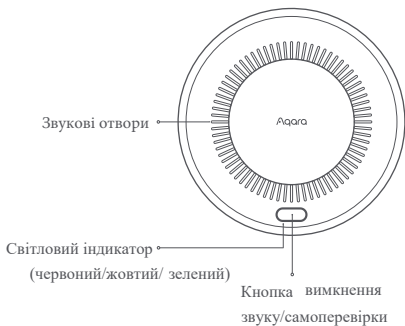 Aqara
Звукові отвори
Світловий індикатор
(червоний/жовтий/ зелений)
Кнопка вимкнення
звуку/самоперевірки